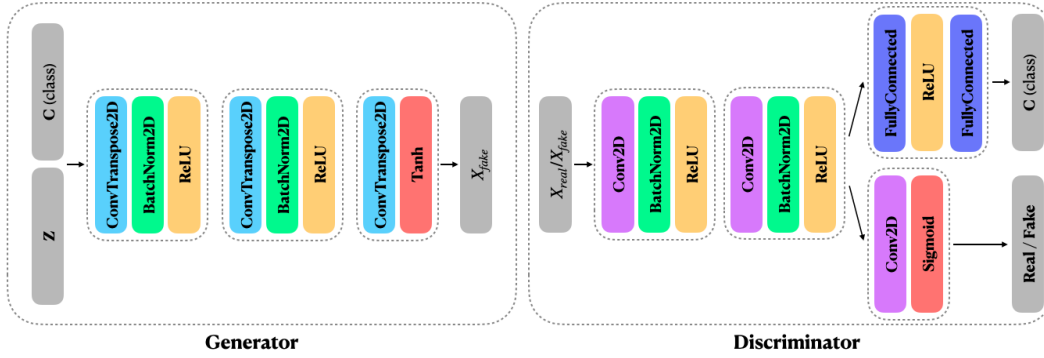 C (class)
Z
ConvTranspose2D
BatchNorm2D
ReLU
ConvTranspose2D
BatchNorm2D
ReLU
ConvTranspose2D
Tanh
X_fake
Generator
X_real/X_fake
Conv2D
BatchNorm2D
ReLU
Conv2D
BatchNorm2D
ReLU
FullyConnected
ReLU
FullyConnected
C (class)
Conv2D
Sigmoid
Real / Fake
Discriminator